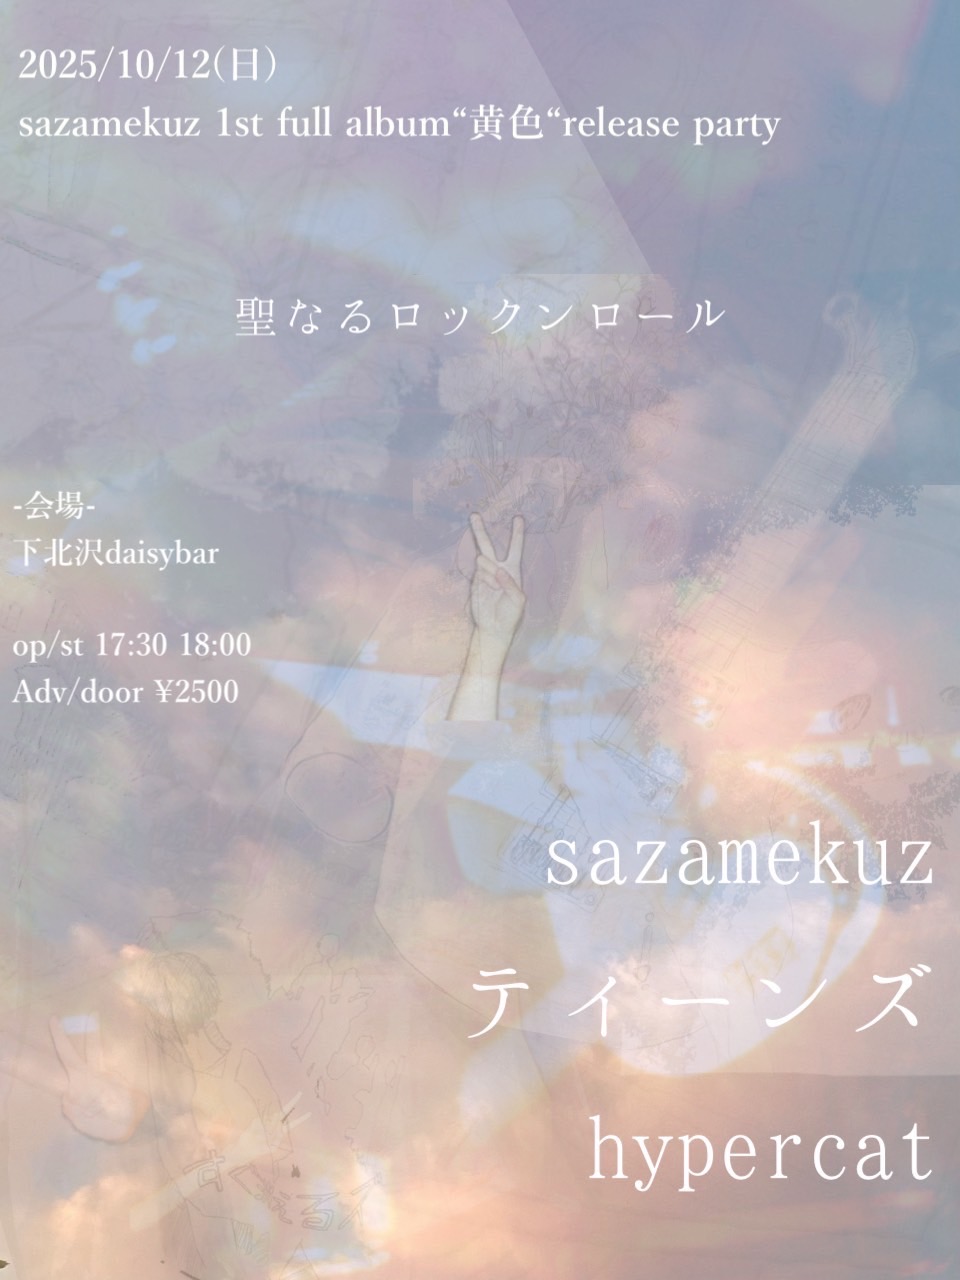 2025/10/12(日)
sazamekuz 1st full album“黄色“release party
聖なるロックンロール
-会場-
下北沢daisybar
op/st 17:30 18:00
Adv/door ¥2500
sazamekuz
ティーンズ
hypercat